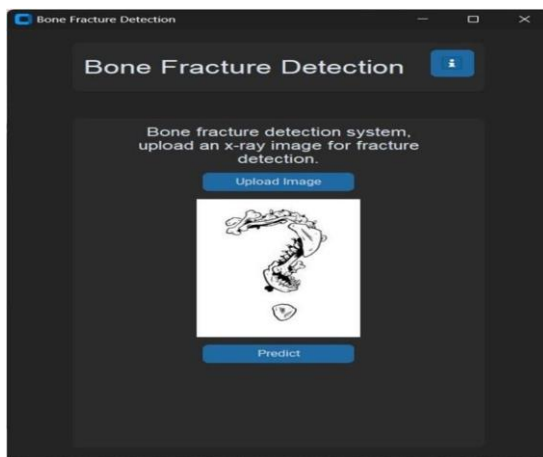 Bone Fracture Detection
Bone Fracture Detection
i
Bone fracture detection system,
upload an x-ray image for fracture
detection.
Upload Image
Predict